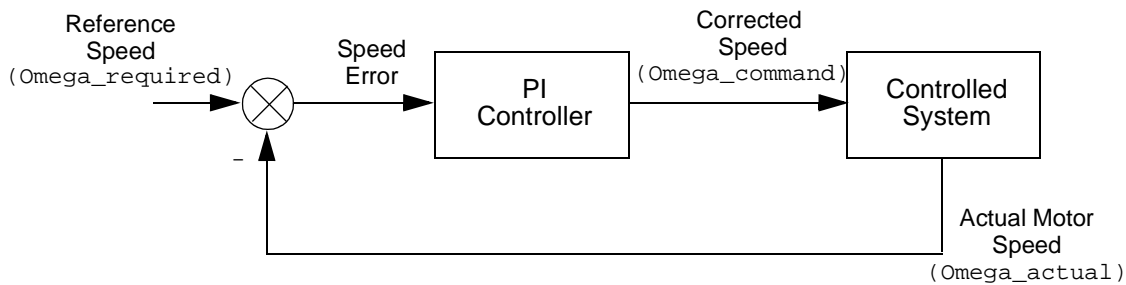 Reference
Speed
(Omega_required)
Speed
Error
PI
Controller
Corrected
Speed
(Omega_command)
Controlled
System
–
Actual Motor
Speed
(Omega_actual)